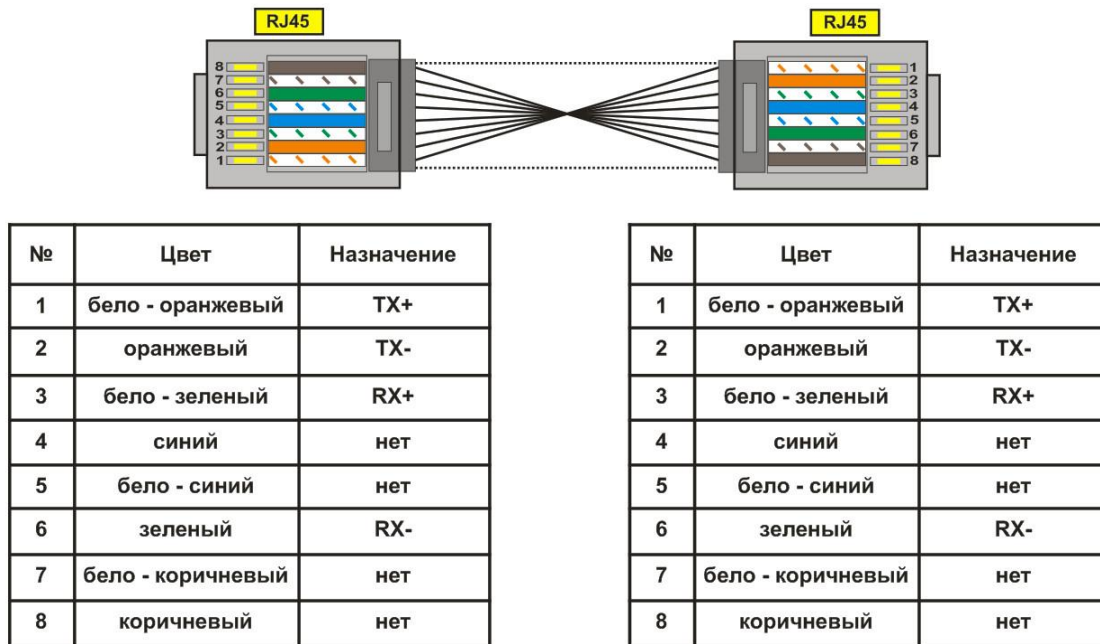 RJ45
RJ45
8
7
6
5
4
3
2
1
1
2
3
4
5
6
7
8
№ Цвет Назначение
1 бело - оранжевый TX+
2 оранжевый TX-
3 бело - зеленый RX+
4 синий нет
5 бело - синий нет
6 зеленый RX-
7 бело - коричневый нет
8 коричневый нет
№ Цвет Назначение
1 бело - оранжевый TX+
2 оранжевый TX-
3 бело - зеленый RX+
4 синий нет
5 бело - синий нет
6 зеленый RX-
7 бело - коричневый нет
8 коричневый нет